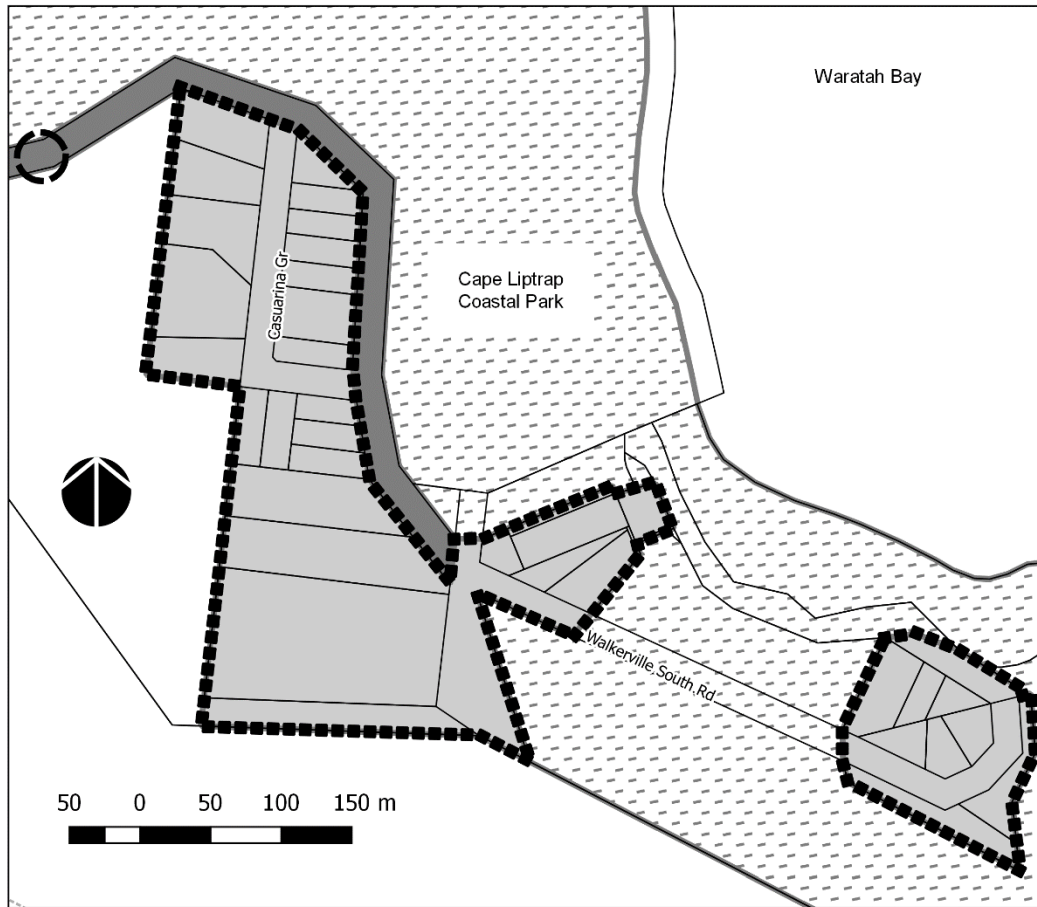 Waratah Bay
Cape Liptrap
Coastal Park
Casuarina Gr
Walkerville South Rd
50 0 50 100 150 m